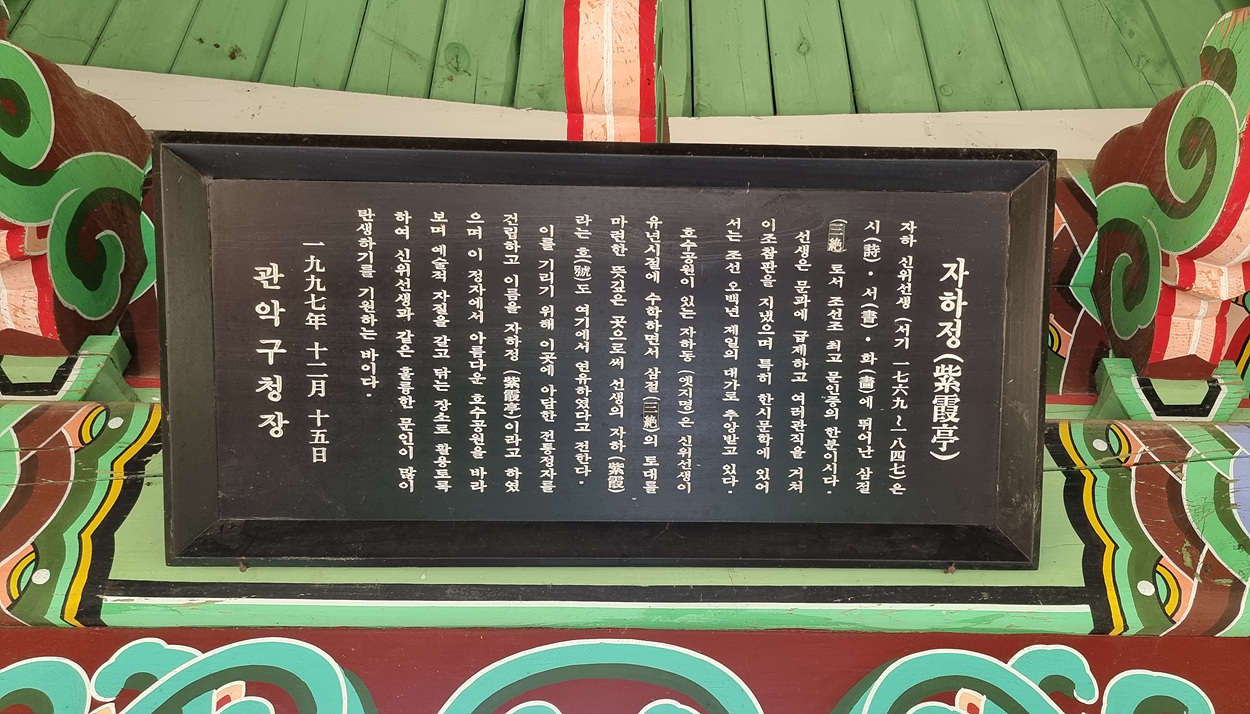 자하정(紫霞亭)
자하 신위선생 (서기 一七六九 ~ 一八四七)은
시(詩)·서(書)·화(畵)에 뛰어난 삼절
(三絶) 로서 조선조 최고 문인중의 한분이시다.
선생은 문과에 급제하고 여러관직을 거쳐
이조참판을 지냈으며 특히 한시문학에 있어
서는 조선 오백년 제일의 대가로 추앙받고 있다.
호수공원이 있는 자하동 (옛지명)은 신위선생이
유년시절에 수학하면서 삼절(三絶)의 토대를
마련한 뜻깊은 곳으로써 선생의 자하(紫霞)
라는 호(號)도 여기에서 연유하였다고 전한다.
이를 기리기 위해 이곳에 아담한 전통정자를
건립하고 이름을 자하정 (紫霞亭)이라고 하였
으며 이 정자에서 아름다운 호수공원을 바라
보며 예술적 자질을 갈고 닦는 장소로 활용토록
하여 신위선생과 같은 훌륭한 문인이 많이
탄생하기를 기원하는 바이다.
一九九七年 十二月 十五日
관악구청장